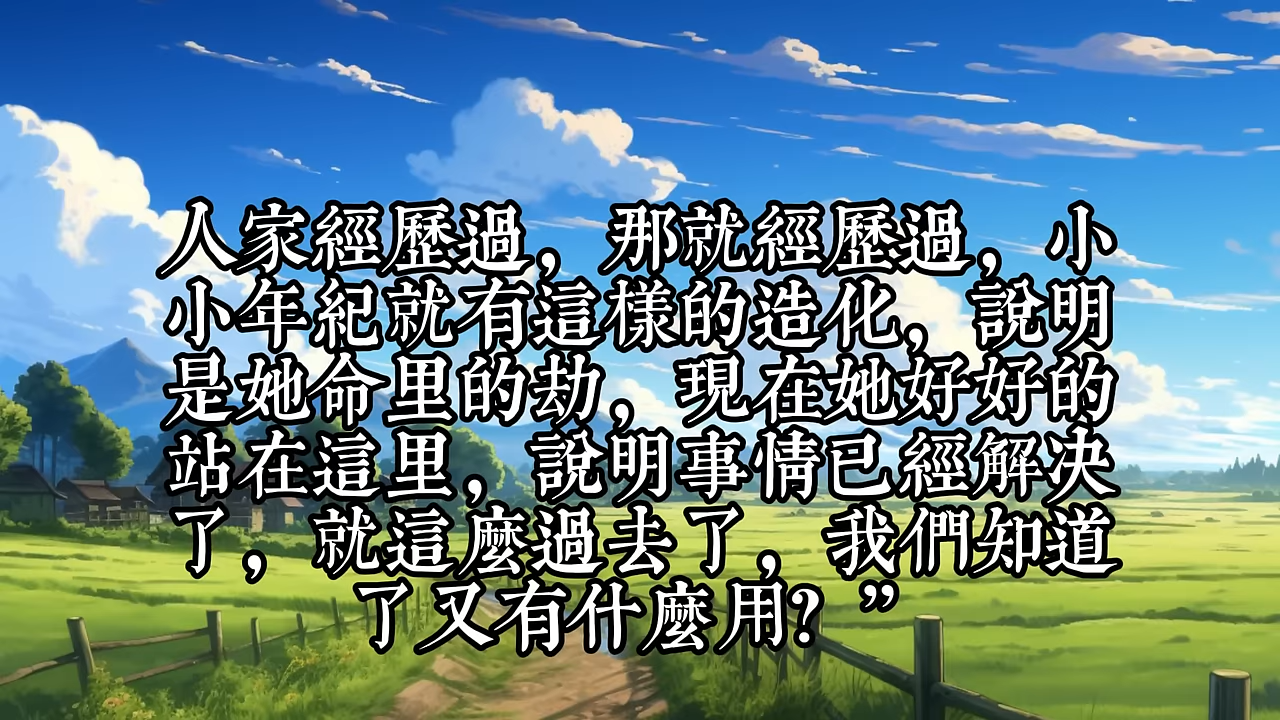 人家經歷過，那就經歷過，小
小年紀就有這樣的造化，說明
是她命里的劫，現在她好好的
站在這里，說明事情已經解决
了，就這麼過去了，我們知道
了又有什麼用？”